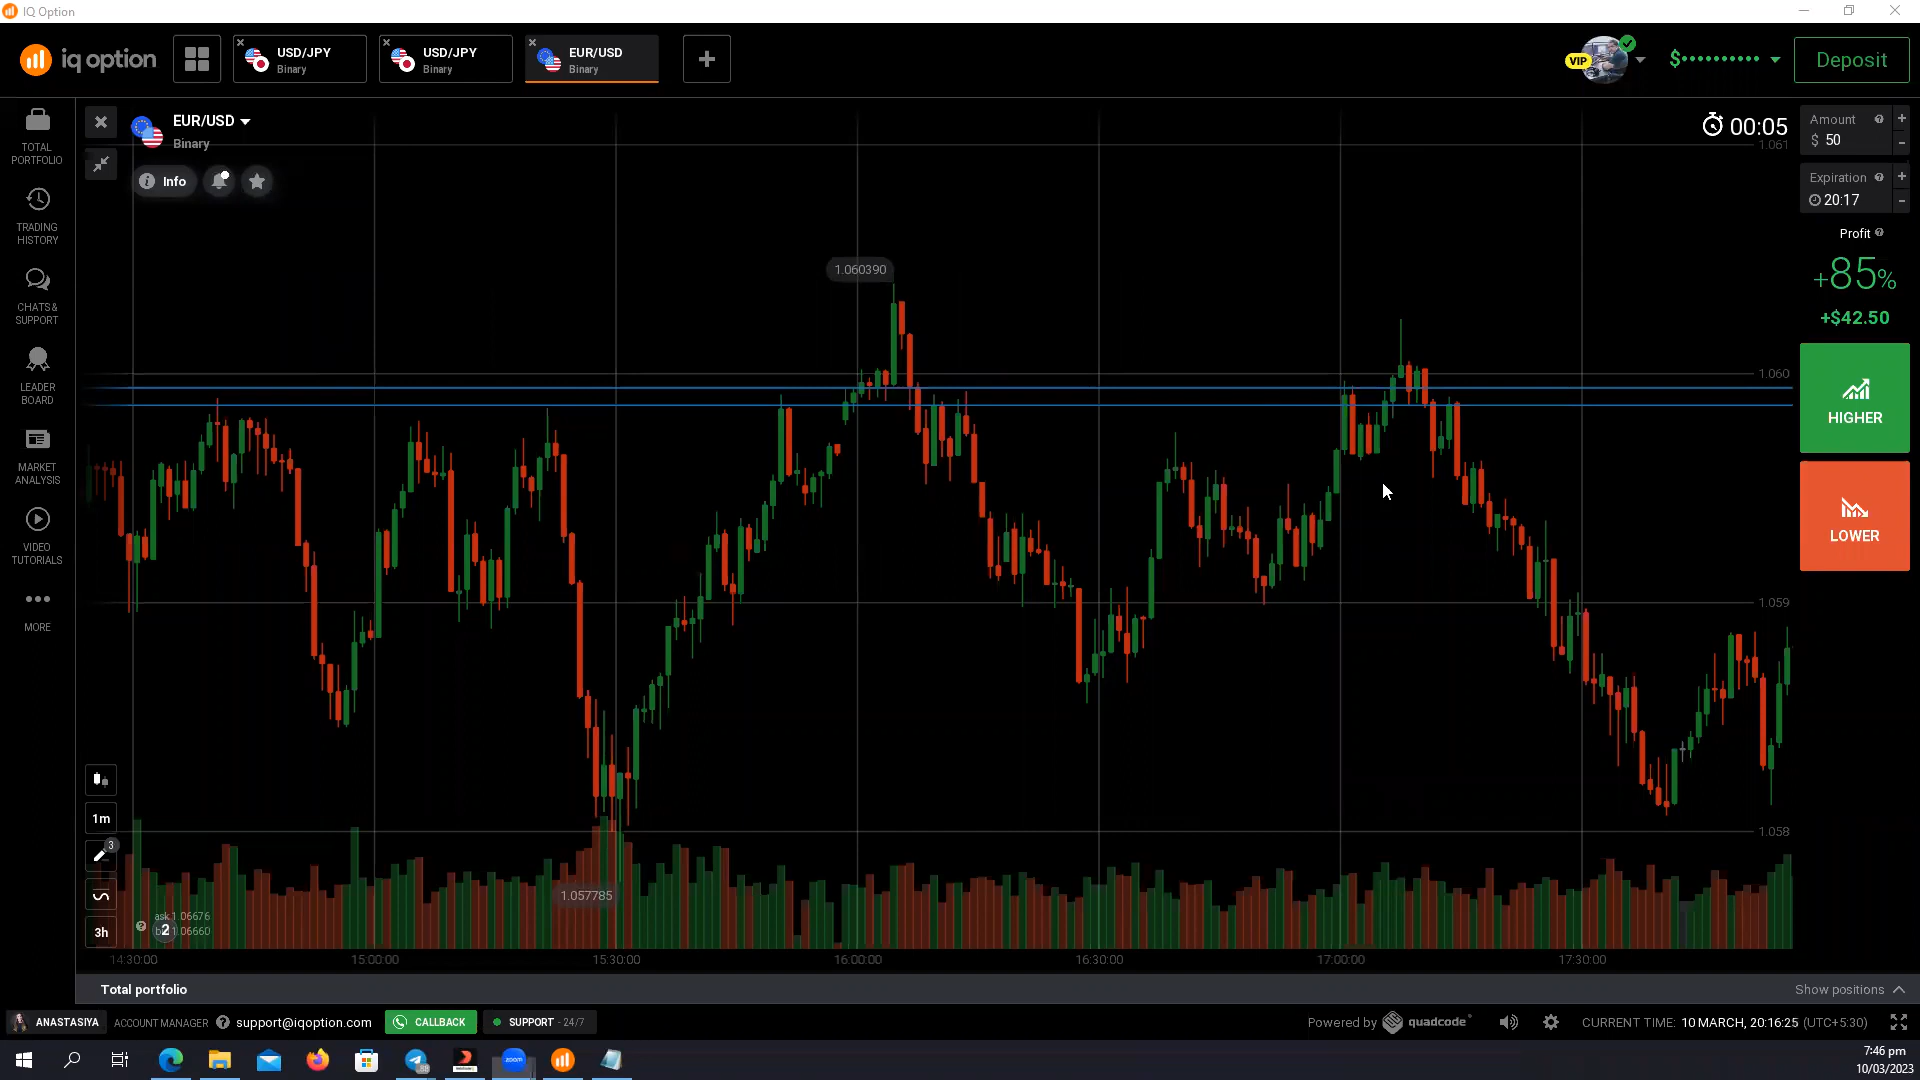 IQ Option
iq option
USD/JPY
Binary
USD/JPY
Binary
EUR/USD
Binary
VIP
$••••••••••
Deposit
TOTAL
PORTFOLIO
TRADING
HISTORY
CHATS &
SUPPORT
LEADER
BOARD
MARKET
ANALYSIS
VIDEO
TUTORIALS
MORE
EUR/USD
Binary
Info
00:05
1.061
1.060390
1.060
1.059
1.058
1.057785
Amount
$ 50
Expiration
20:17
Profit
+85%
+$42.50
HIGHER
LOWER
1m
3
3h
ask 1.06676
1.06660
2
14:30:00
15:00:00
15:30:00
16:00:00
16:30:00
17:00:00
17:30:00
Total portfolio
Show positions
ANASTASIYA
ACCOUNT MANAGER
support@iqoption.com
CALLBACK
SUPPORT - 24/7
Powered by quadcode
CURRENT TIME: 10 MARCH, 20:16:25 (UTC+5:30)
zoom
7:46 pm
10/03/2023